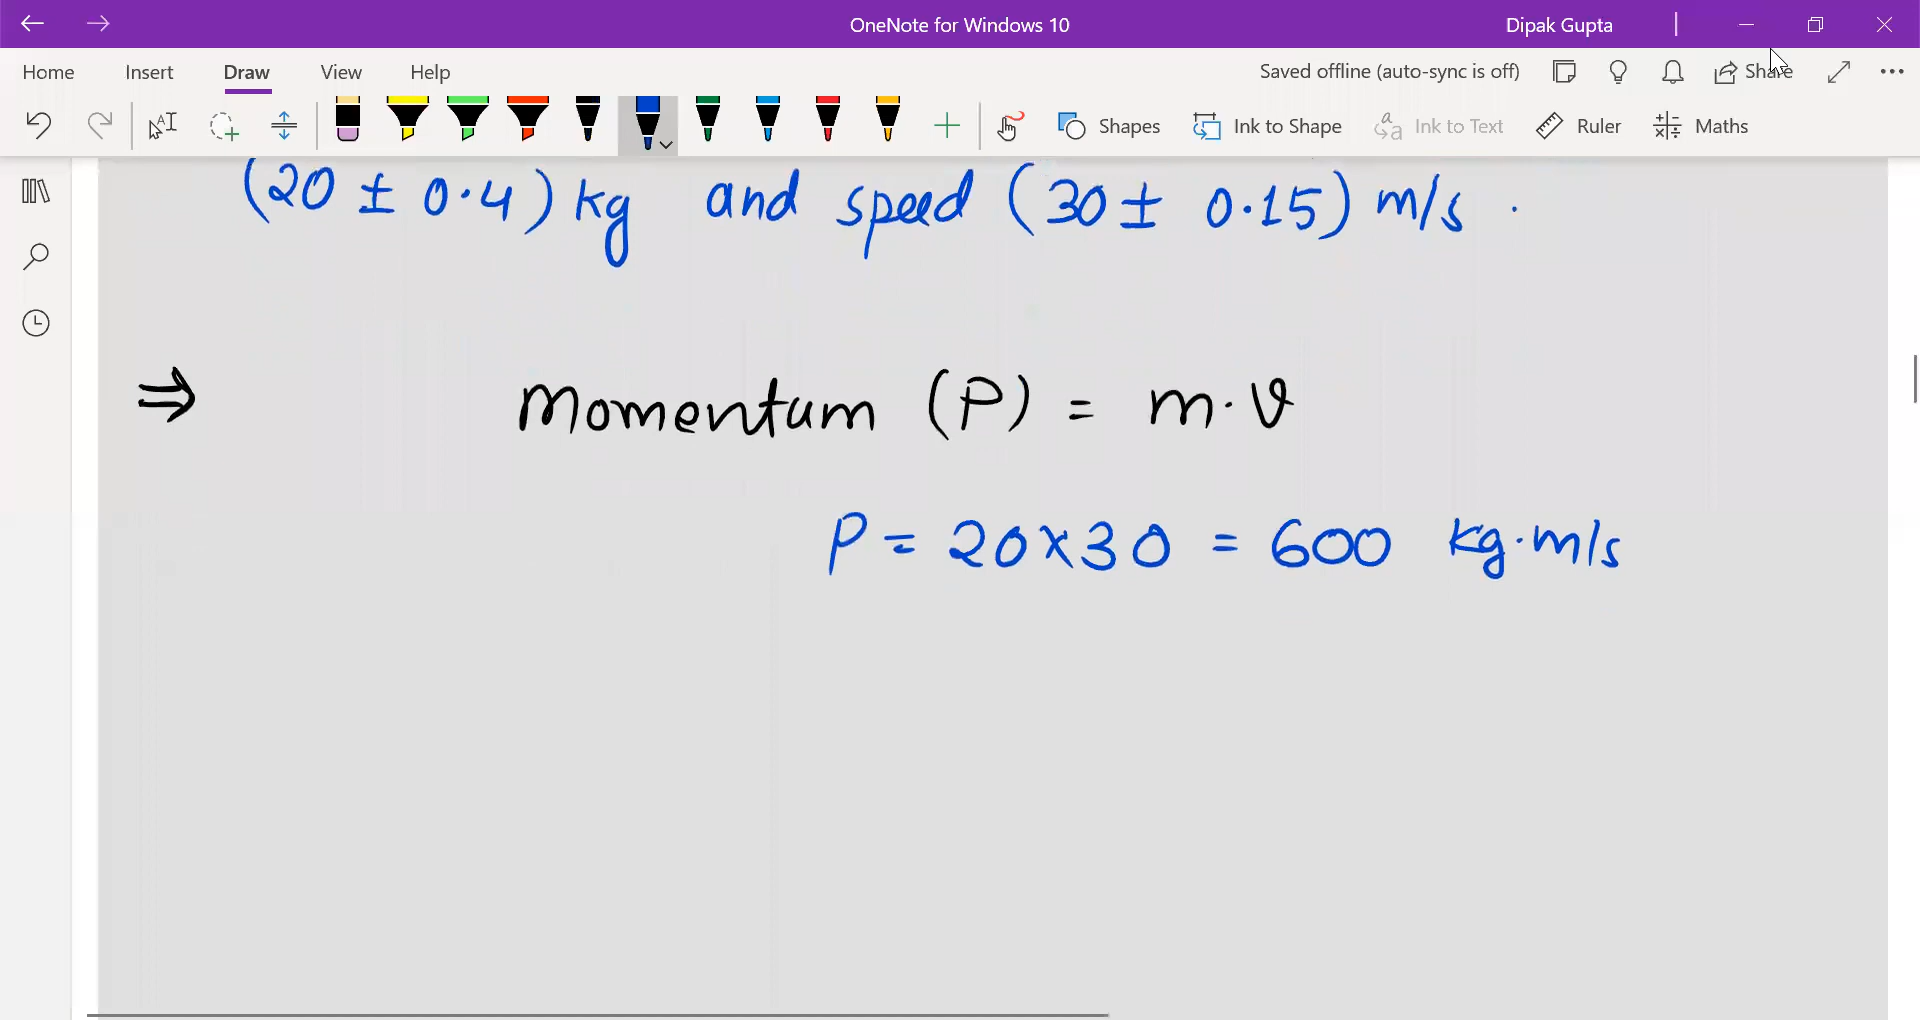 OneNote for Windows 10 Dipak Gupta
Home Insert Draw View Help Saved offline (auto-sync is off) Share
Shapes Ink to Shape Ink to Text Ruler Maths
(20 ± 0.4) kg and speed (30 ± 0.15) m/s .
⇒ Momentum (P) = m·v
P = 20×30 = 600 kg·m/s